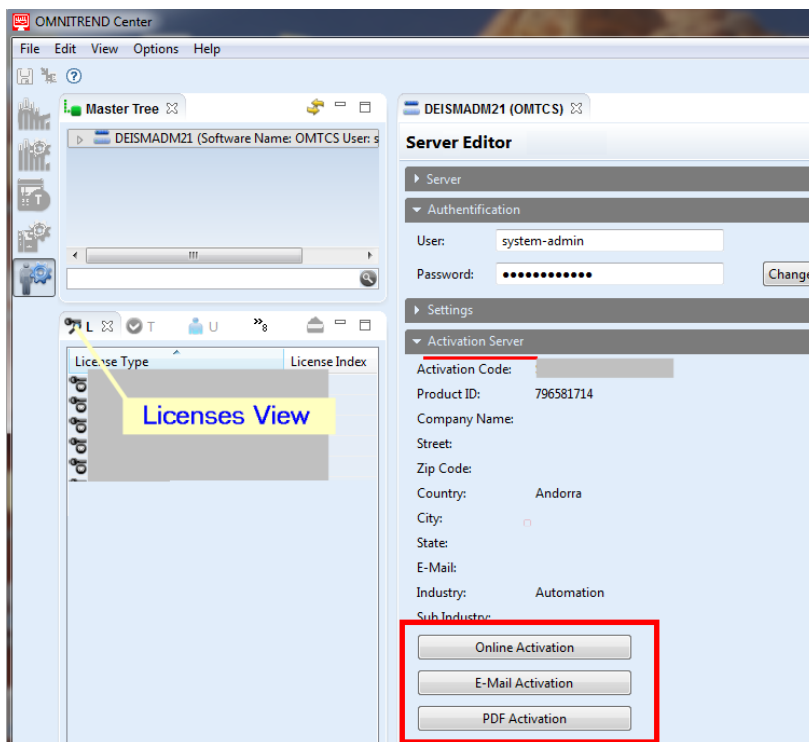 OMNITREND Center
File Edit View Options Help
Master Tree
DEISMADM21 (Software Name: OMTCS User: s
L T U »8
License Type License Index
Licenses View
DEISMADM21 (OMTCS)
Server Editor
Server
Authentification
User: system-admin
Password: ●●●●●●●●●●●● Change
Settings
Activation Server
Activation Code:
Product ID: 796581714
Company Name:
Street:
Zip Code:
Country: Andorra
City:
State:
E-Mail:
Industry: Automation
Sub Industry:
Online Activation
E-Mail Activation
PDF Activation